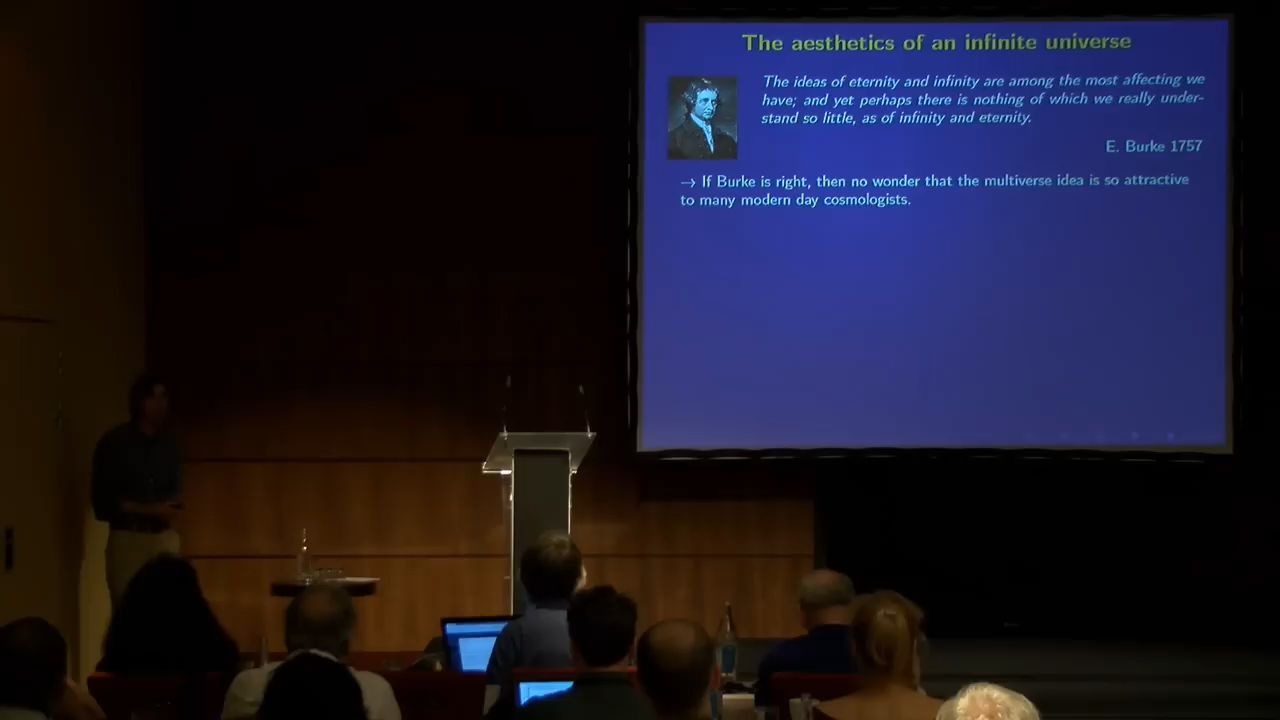 The aesthetics of an infinite universe
The ideas of eternity and infinity are among the most affecting we
have; and yet perhaps there is nothing of which we really under-
stand so little, as of infinity and eternity.
E. Burke 1757
→ If Burke is right, then no wonder that the multiverse idea is so attractive
to many modern day cosmologists.